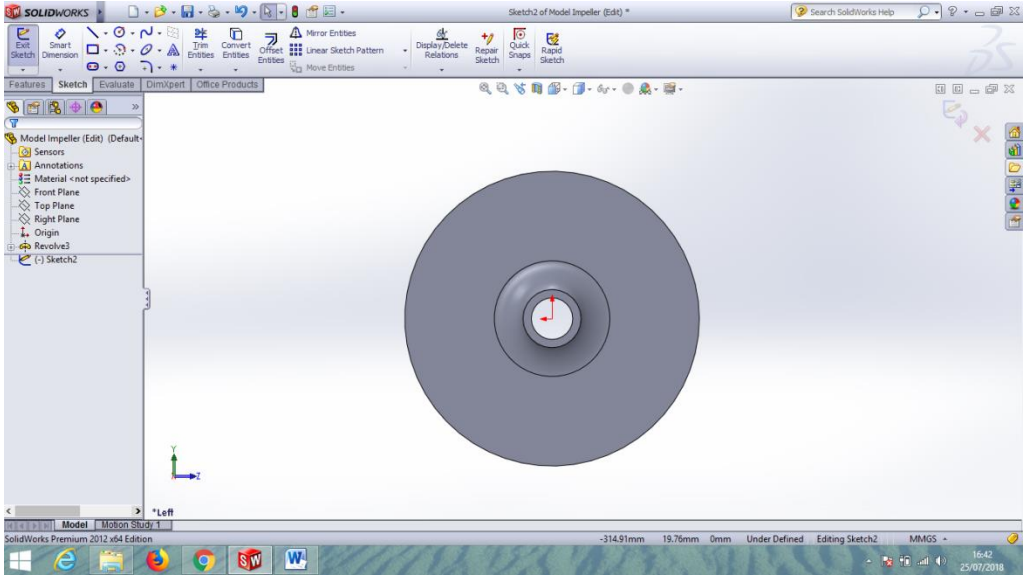 SOLIDWORKS
Sketch2 of Model Impeller (Edit) *
Search SolidWorks Help
Exit Sketch
Smart Dimension
Trim Entities
Convert Entities
Offset Entities
Mirror Entities
Linear Sketch Pattern
Move Entities
Display/Delete Relations
Repair Sketch
Quick Snaps
Rapid Sketch
Features Sketch Evaluate DimXpert Office Products
Model Impeller (Edit) (Default-
Sensors
Annotations
Material <not specified>
Front Plane
Top Plane
Right Plane
Origin
Revolve3
(-) Sketch2
Y
Z
*Left
Model Motion Study 1
SolidWorks Premium 2012 x64 Edition
-314.91mm 19.76mm 0mm Under Defined Editing Sketch2 MMGS
16:42
25/07/2018